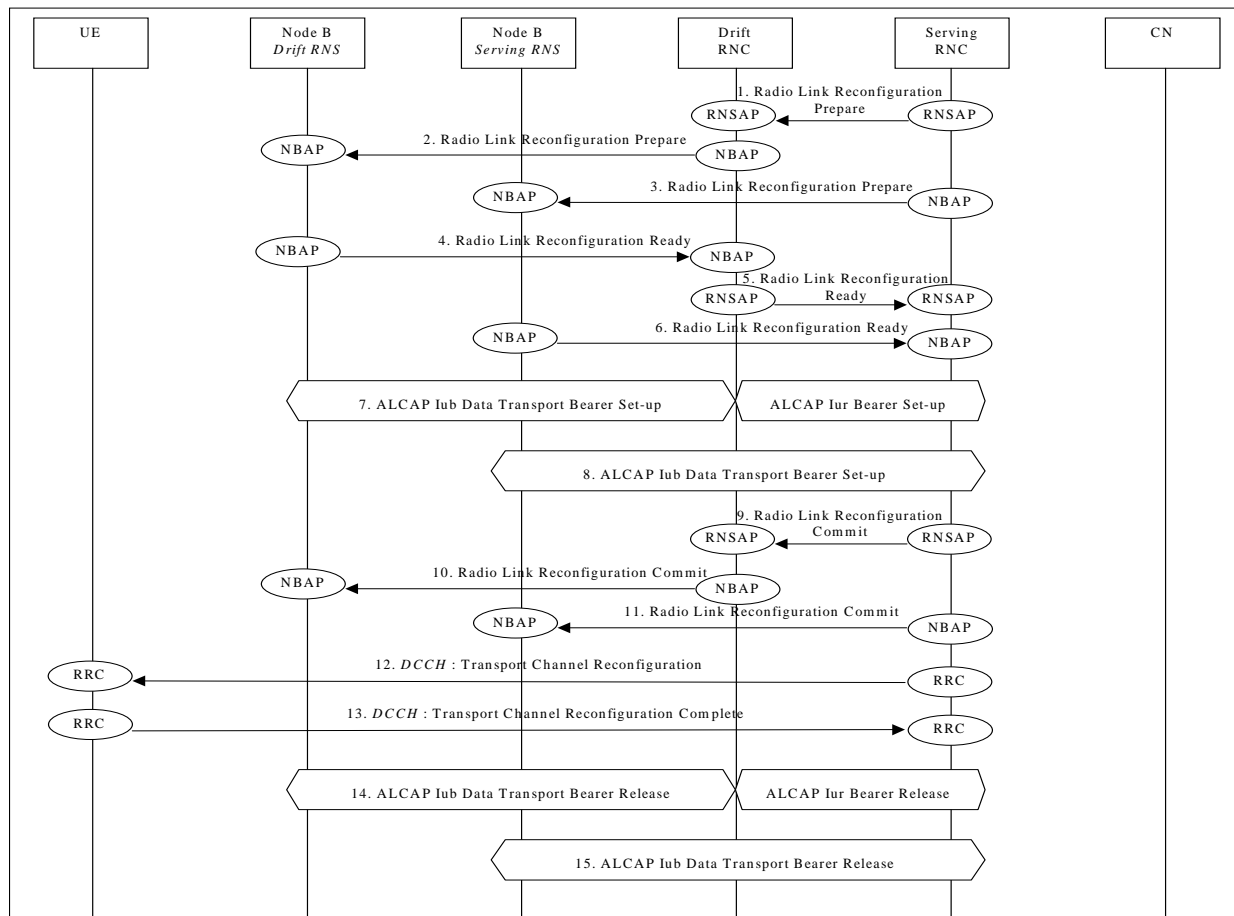 UE
Node B
Drift RNS
Node B
Serving RNS
Drift
RNC
Serving
RNC
CN
1. Radio Link Reconfiguration
Prepare
RNSAP
RNSAP
2. Radio Link Reconfiguration Prepare
NBAP
NBAP
3. Radio Link Reconfiguration Prepare
NBAP
NBAP
4. Radio Link Reconfiguration Ready
NBAP
NBAP
5. Radio Link Reconfiguration
Ready
RNSAP
RNSAP
6. Radio Link Reconfiguration Ready
NBAP
NBAP
7. ALCAP Iub Data Transport Bearer Set-up
ALCAP Iur Bearer Set-up
8. ALCAP Iub Data Transport Bearer Set-up
9. Radio Link Reconfiguration
Commit
RNSAP
RNSAP
10. Radio Link Reconfiguration Commit
NBAP
NBAP
11. Radio Link Reconfiguration Commit
NBAP
NBAP
12. DCCH : Transport Channel Reconfiguration
RRC
RRC
13. DCCH : Transport Channel Reconfiguration Complete
RRC
RRC
14. ALCAP Iub Data Transport Bearer Release
ALCAP Iur Bearer Release
15. ALCAP Iub Data Transport Bearer Release